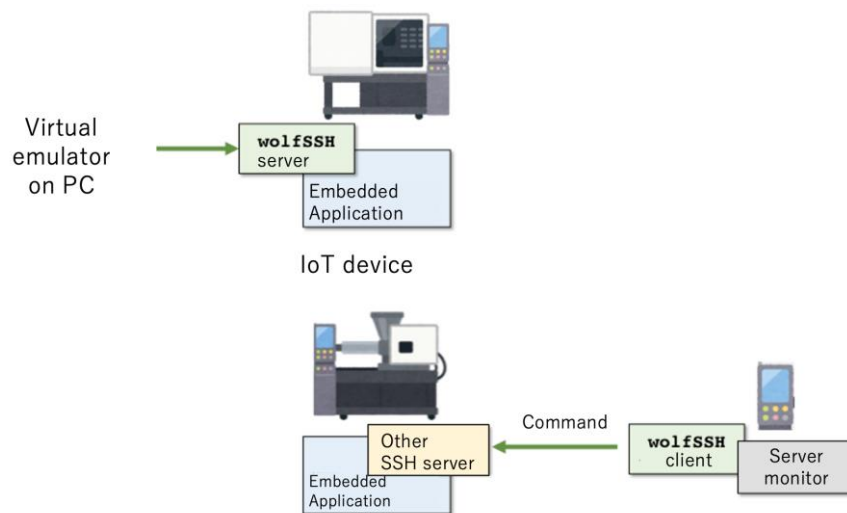 Virtual
emulator
on PC
wolfSSH
server
Embedded
Application
IoT device
Other
SSH server
Embedded
Application
Command
wolfSSH
client
Server
monitor